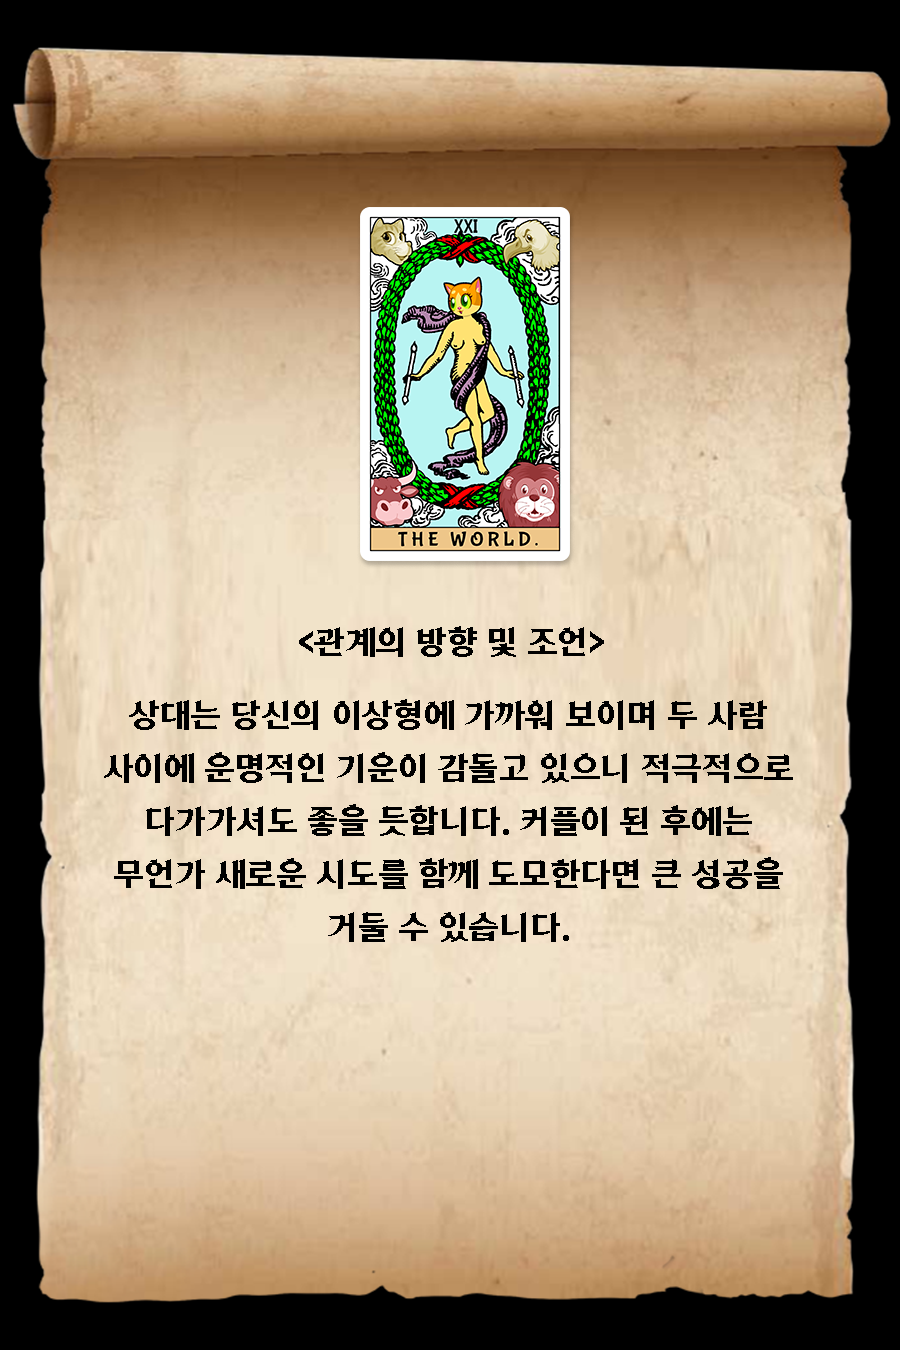 XXI
THE WORLD.
<관계의 방향 및 조언>
상대는 당신의 이상형에 가까워 보이며 두 사람
사이에 운명적인 기운이 감돌고 있으니 적극적으로
다가가셔도 좋을 듯합니다. 커플이 된 후에는
무언가 새로운 시도를 함께 도모한다면 큰 성공을
거둘 수 있습니다.